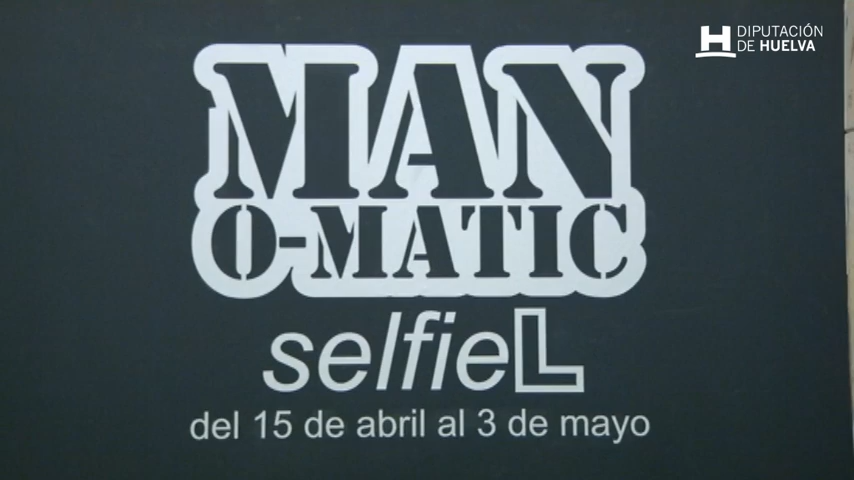 DIPUTACIÓN
DE HUELVA
MAN
O-MATIC
selfieL
del 15 de abril al 3 de mayo